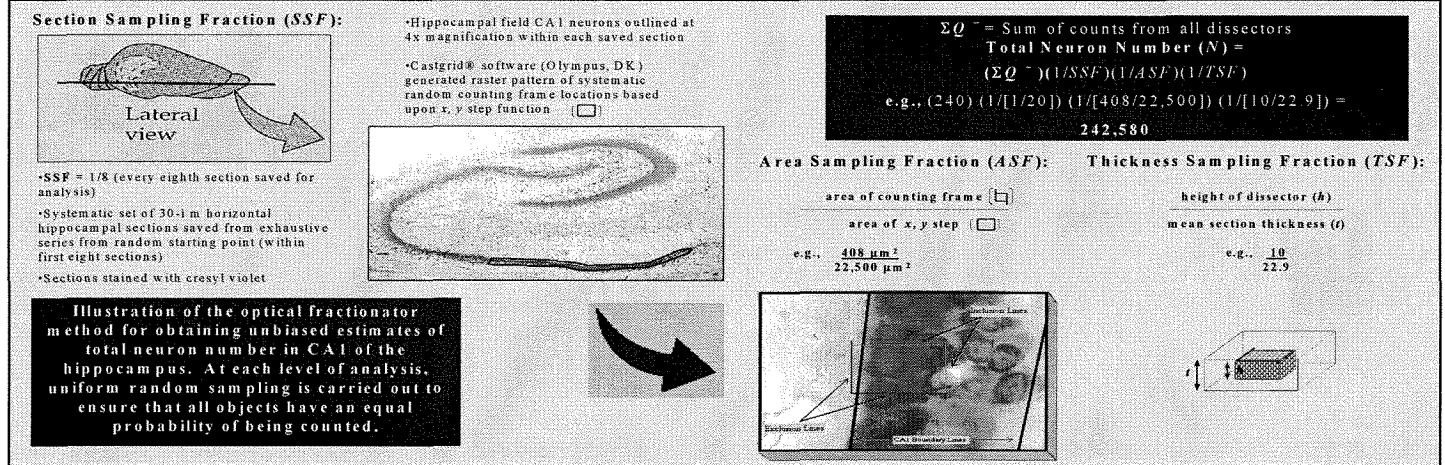 Section Sampling Fraction (SSF):
Lateral
view
•SSF = 1/8 (every eighth section saved for
analysis)
•Systematic set of 30-i m horizontal
hippocampal sections saved from exhaustive
series from random starting point (within
first eight sections)
•Sections stained with cresyl violet
Illustration of the optical fractionator
method for obtaining unbiased estimates of
total neuron number in CA1 of the
hippocampus. At each level of analysis,
uniform random sampling is carried out to
ensure that all objects have an equal
probability of being counted.
•Hippocampal field CA1 neurons outlined at
4x magnification within each saved section
•Castgrid® software (Olympus, DK)
generated raster pattern of systematic
random counting frame locations based
upon x, y step function ( )
ΣQ⁻ = Sum of counts from all dissectors
Total Neuron Number (N) =
(ΣQ⁻)(1/SSF)(1/ASF)(1/TSF)
e.g., (240) (1/[1/20]) (1/[408/22,500]) (1/[10/22.9]) =
242,580
Area Sampling Fraction (ASF):
area of counting frame ( )
area of x, y step ( )
e.g., 408 µm²
22,500 µm²
Inclusion Lines
Exclusion Lines
CA1 Boundary Lines
Thickness Sampling Fraction (TSF):
height of dissector (h)
mean section thickness (t)
e.g., 10
22.9
t